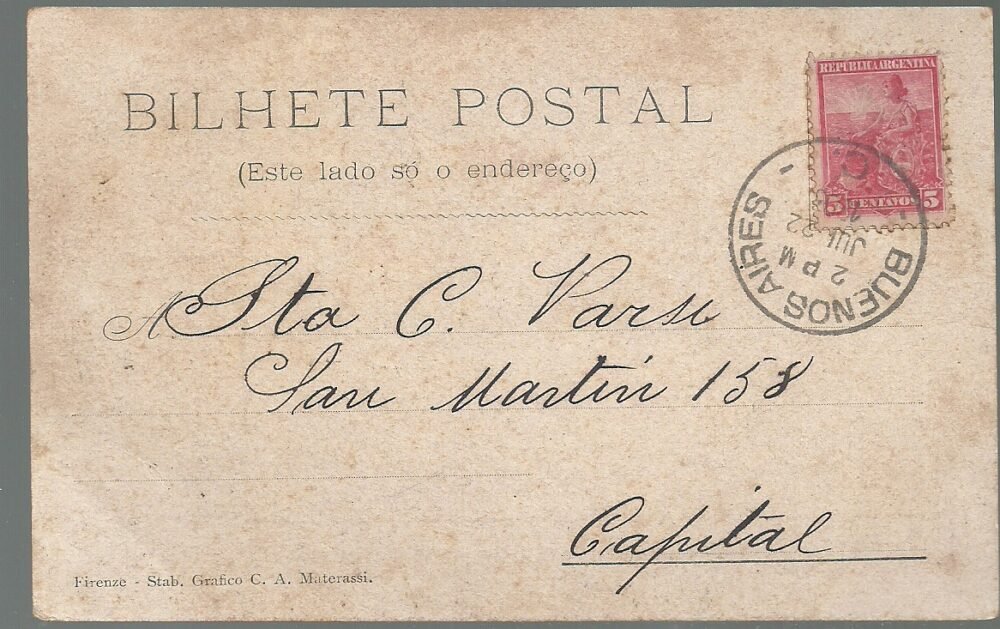 BILHETE POSTAL
(Este lado só o endereço)
REPUBLICA ARGENTINA
5 CENTAVOS 5
BUENOS AIRES
2 PM
22
C
A Sta C. Varsi
San Martin 158
Capital
Firenze - Stab. Grafico C. A. Materassi.